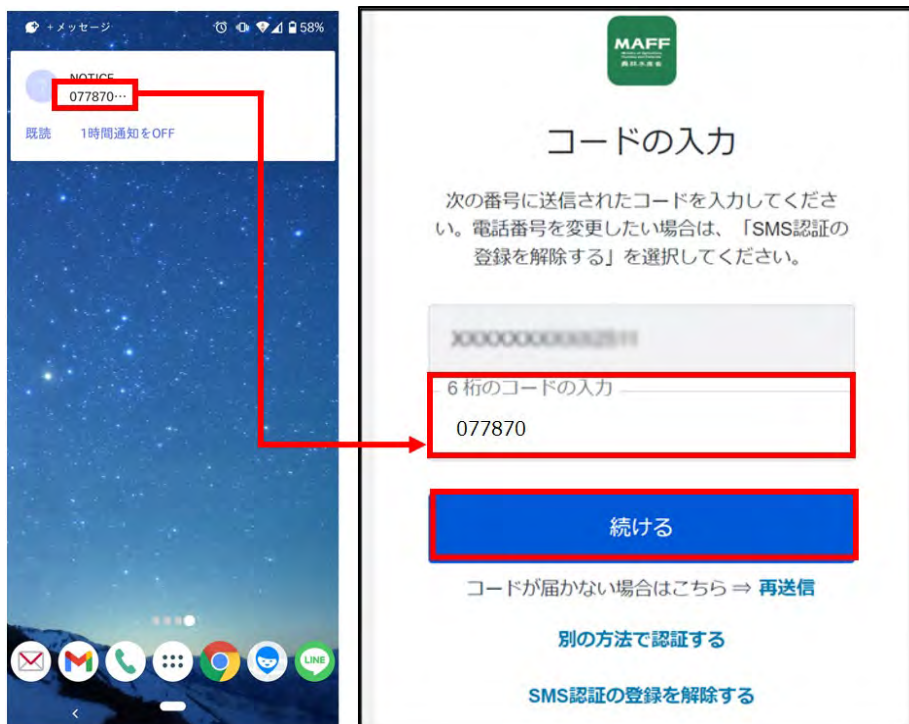 +メッセージ
58%
NOTICE
077870…
既読 1時間通知をOFF
LINE
MAFF
農林水産省
コードの入力
次の番号に送信されたコードを入力してくださ
い。電話番号を変更したい場合は、「SMS認証の
登録を解除する」を選択してください。
6 桁のコードの入力
077870
続ける
コードが届かない場合はこちら⇒ 再送信
別の方法で認証する
SMS認証の登録を解除する